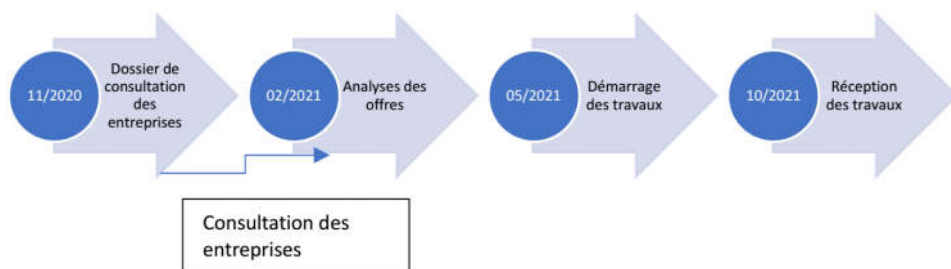 11/2020
Dossier de
consultation
des
entreprises
02/2021
Analyses des
offres
05/2021
Démarrage
des travaux
10/2021
Réception
des travaux
Consultation des
entreprises